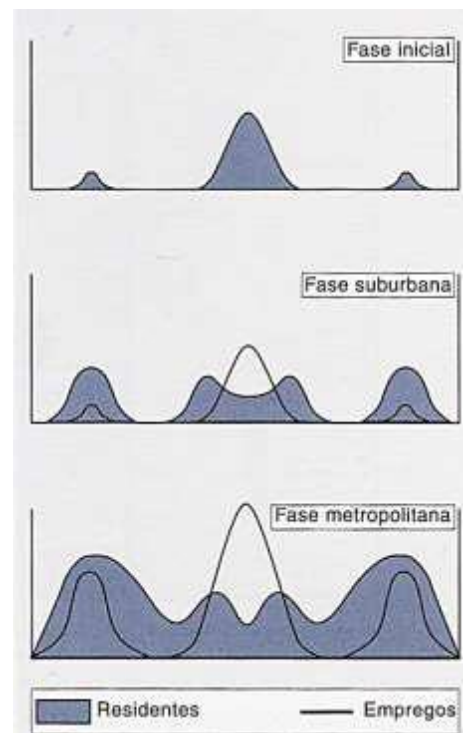 Fase inicial
Fase suburbana
Fase metropolitana
Residentes
Empregos